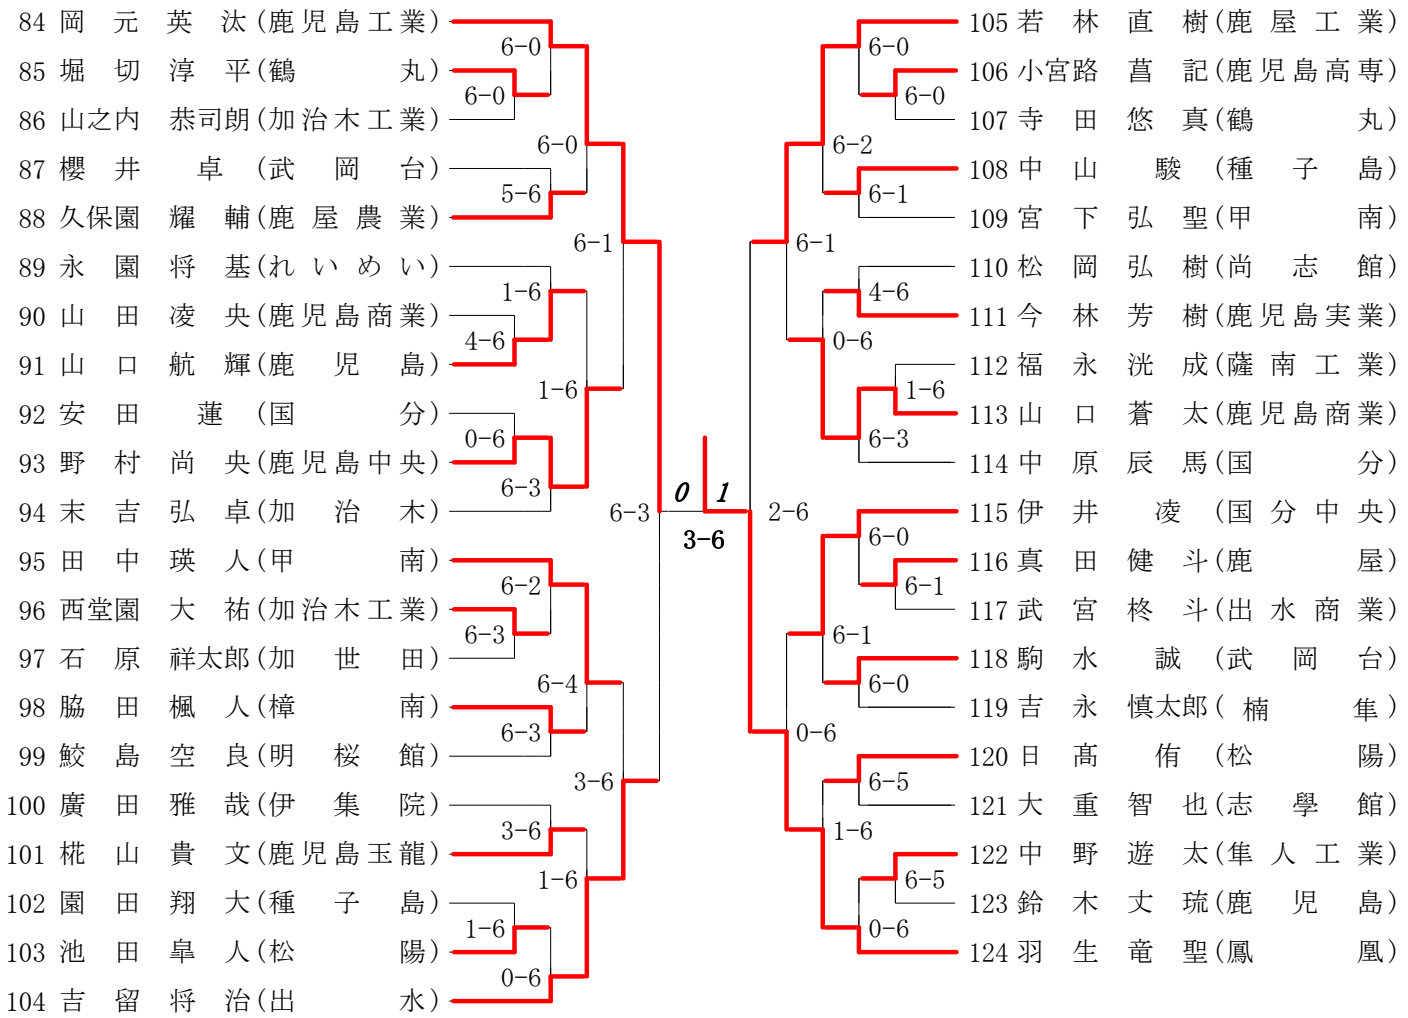 84 岡元英汰(鹿児島工業)
85 堀切淳平(鶴丸)
86 山之内恭司朗(加治木工業)
87 櫻井卓(武岡台)
88 久保園耀輔(鹿屋農業)
89 永園将基(れいめい)
90 山田凌央(鹿児島商業)
91 山口航輝(鹿児島)
92 安田蓮(国分)
93 野村尚央(鹿児島中央)
94 末吉弘卓(加治木)
95 田中瑛人(甲南)
96 西堂園大祐(加治木工業)
97 石原祥太郎(加世田)
98 脇田楓人(樟南)
99 鮫島空良(明桜館)
100 廣田雅哉(伊集院)
101 椛山貴文(鹿児島玉龍)
102 園田翔大(種子島)
103 池田皐人(松陽)
104 吉留将治(出水)
6-0
6-0
6-0
5-6
6-1
1-6
4-6
1-6
0-6
6-3
6-3
6-2
6-3
6-4
6-3
3-6
3-6
1-6
1-6
0-6
0 1
3-6
105 若林直樹(鹿屋工業)
106 小宮路菖記(鹿児島高専)
107 寺田悠真(鶴丸)
108 中山駿(種子島)
109 宮下弘聖(甲南)
110 松岡弘樹(尚志館)
111 今林芳樹(鹿児島実業)
112 福永洸成(薩南工業)
113 山口蒼太(鹿児島商業)
114 中原辰馬(国分)
115 伊井凌(国分中央)
116 真田健斗(鹿屋)
117 武宮柊斗(出水商業)
118 駒水誠(武岡台)
119 吉永慎太郎(楠隼)
120 日髙侑(松陽)
121 大重智也(志學館)
122 中野遊太(隼人工業)
123 鈴木丈琉(鹿児島)
124 羽生竜聖(鳳凰)
6-0
6-0
6-2
6-1
6-1
4-6
0-6
1-6
6-3
2-6
6-0
6-1
6-1
6-0
0-6
6-5
1-6
6-5
0-6